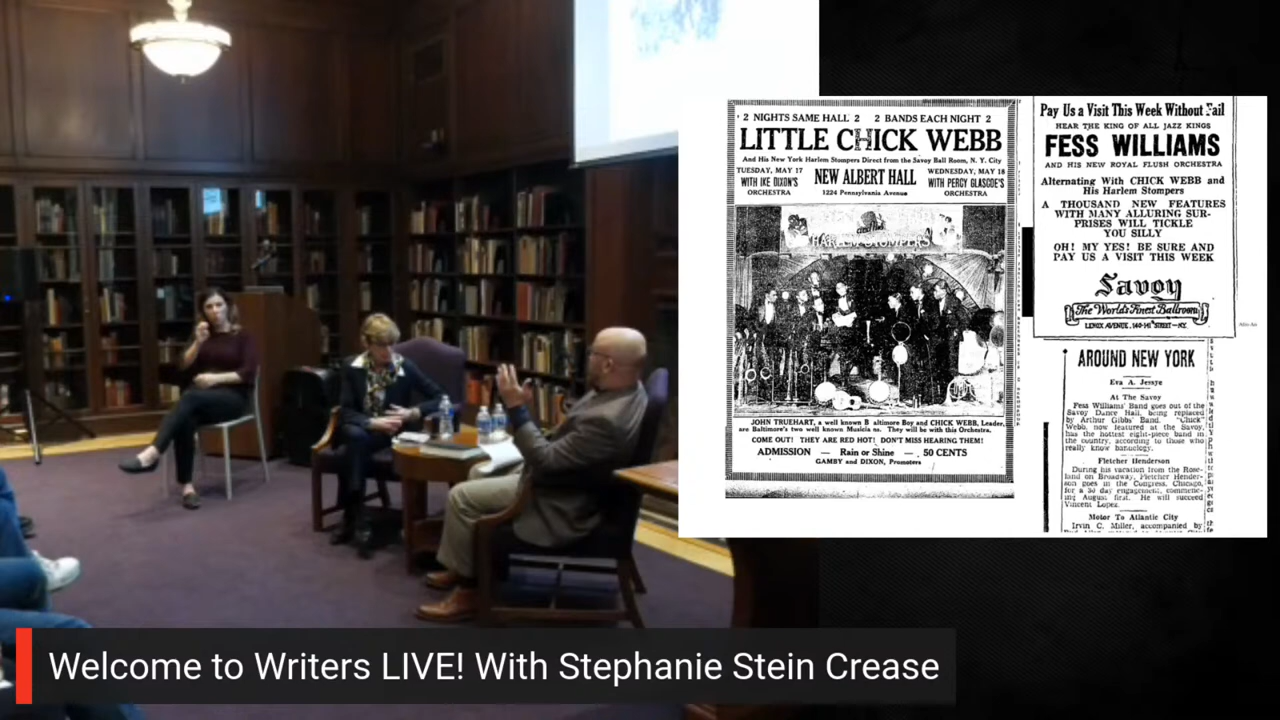 ' 2 NIGHTS SAME HALL 2 2 BANDS EACH NIGHT 2
LITTLE CHICK WEBB
And His New York Harlem Stompers Direct from the Savoy Ball Room, N. Y. City
TUESDAY, MAY 17
WITH IKE DIXON'S
ORCHESTRA
NEW ALBERT HALL
1224 Pennsylvania Avenue
WEDNESDAY, MAY 18
WITH PERCY GLASCOE'S
ORCHESTRA
HARLEM STOMPERS
JOHN TRUEHART, a well known B altimore Boy and CHICK WEBB, Leader,
are Baltimore's two well known Musicia ns. They will be with this Orchestra.
COME OUT! THEY ARE RED HOT! DON'T MISS HEARING THEM!
ADMISSION — Rain or Shine — 50 CENTS
GAMBY and DIXON, Promoters
Pay Us a Visit This Week Without Fail
HEAR THE KING OF ALL JAZZ KINGS
FESS WILLIAMS
AND HIS NEW ROYAL FLUSH ORCHESTRA
Alternating With CHICK WEBB and
His Harlem Stompers
A THOUSAND NEW FEATURES
WITH MANY ALLURING SUR-
PRISES WILL TICKLE
YOU SILLY
OH! MY YES! BE SURE AND
PAY US A VISIT THIS WEEK
Savoy
The World's Finest Ballroom
LENOX AVENUE, 140-141st STREET—N.Y.
AROUND NEW YORK
Eva A. Jessye
At The Savoy
Fess Williams' Band goes out of the
Savoy Dance Hall, being replaced
by Arthur Gibbs' Band. "Chick"
Webb, now featured at the Savoy,
has the hottest eight-piece band in
the country, according to those who
really know bandology.
Fletcher Henderson
During his vacation from the Rose-
land on Broadway, Fletcher Hender-
son goes in the Congress, Chicago,
for a 30 day engagement, commenc-
ing August first. He will succeed
Vincent Lopez.
Motor To Atlantic City
Irvin C. Miller, accompanied by
Welcome to Writers LIVE! With Stephanie Stein Crease